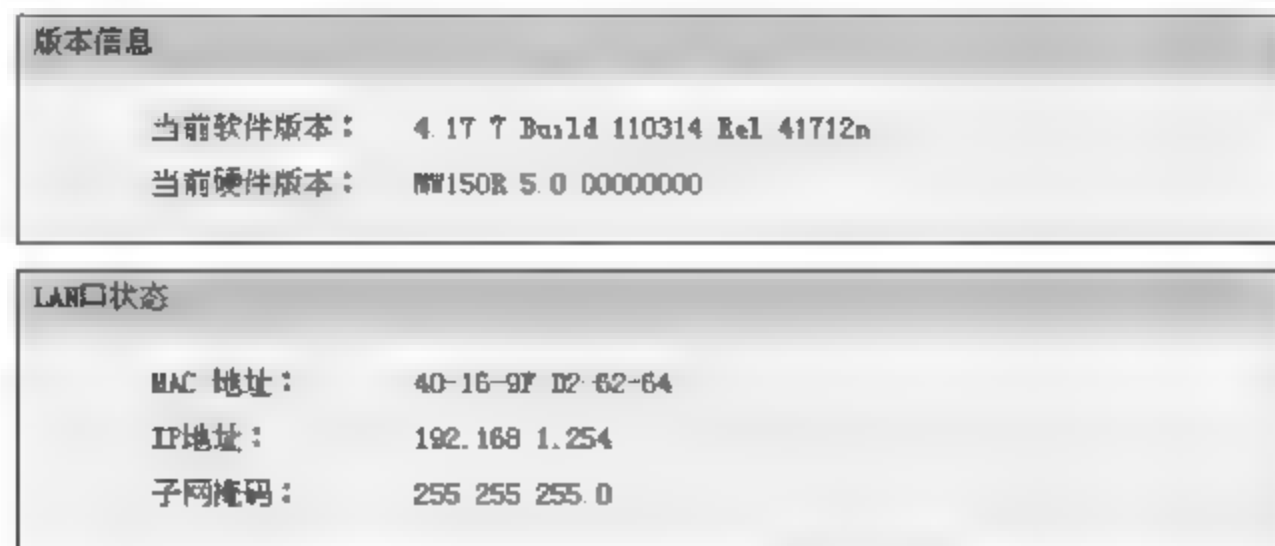 版本信息
当前软件版本： 4.17.7 Build 110314 Rel.41712n
当前硬件版本： MW150R 5.0 00000000
LAN口状态
MAC 地址： 40-16-9F-D2-62-64
IP地址： 192.168.1.254
子网掩码： 255.255.255.0